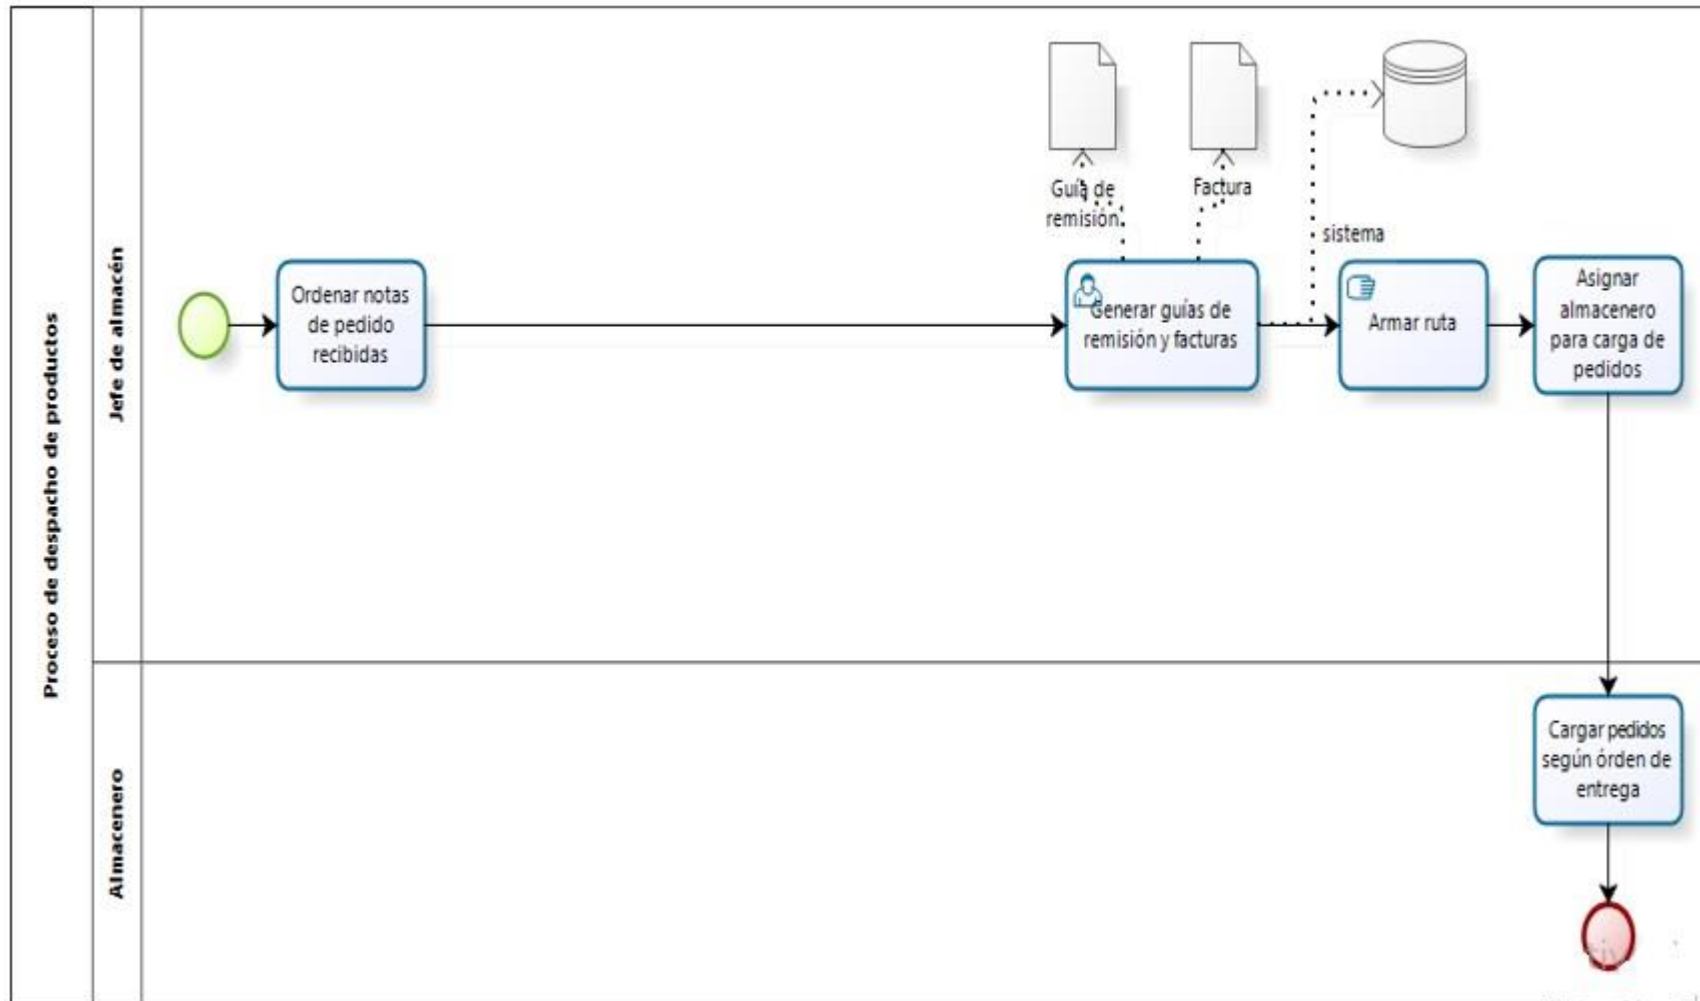 Proceso de despacho de productos
Jefe de almacén
Guía de
remisión
Factura
sistema
Ordenar notas
de pedido
recibidas
Generar guías de
remisión y facturas
Armar ruta
Asignar
almacenero
para carga de
pedidos
Almacenero
Cargar pedidos
según órden de
entrega